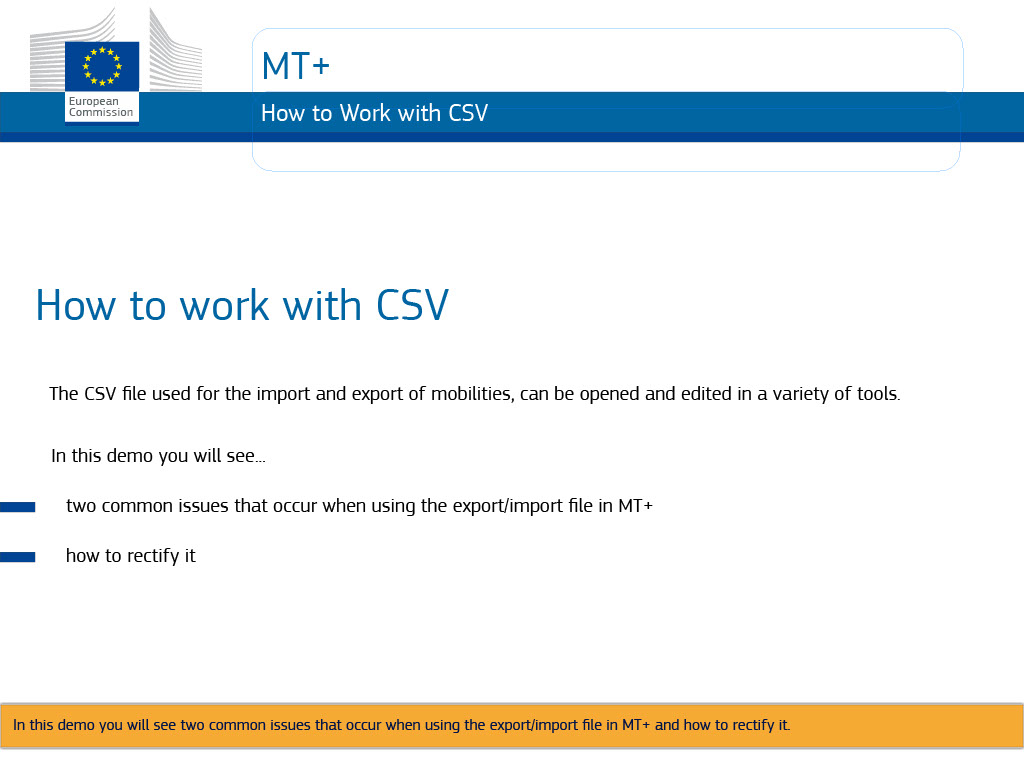 European
Commission
MT+
How to Work with CSV
How to work with CSV
The CSV file used for the import and export of mobilities, can be opened and edited in a variety of tools.
In this demo you will see...
two common issues that occur when using the export/import file in MT+
how to rectify it
In this demo you will see two common issues that occur when using the export/import file in MT+ and how to rectify it.